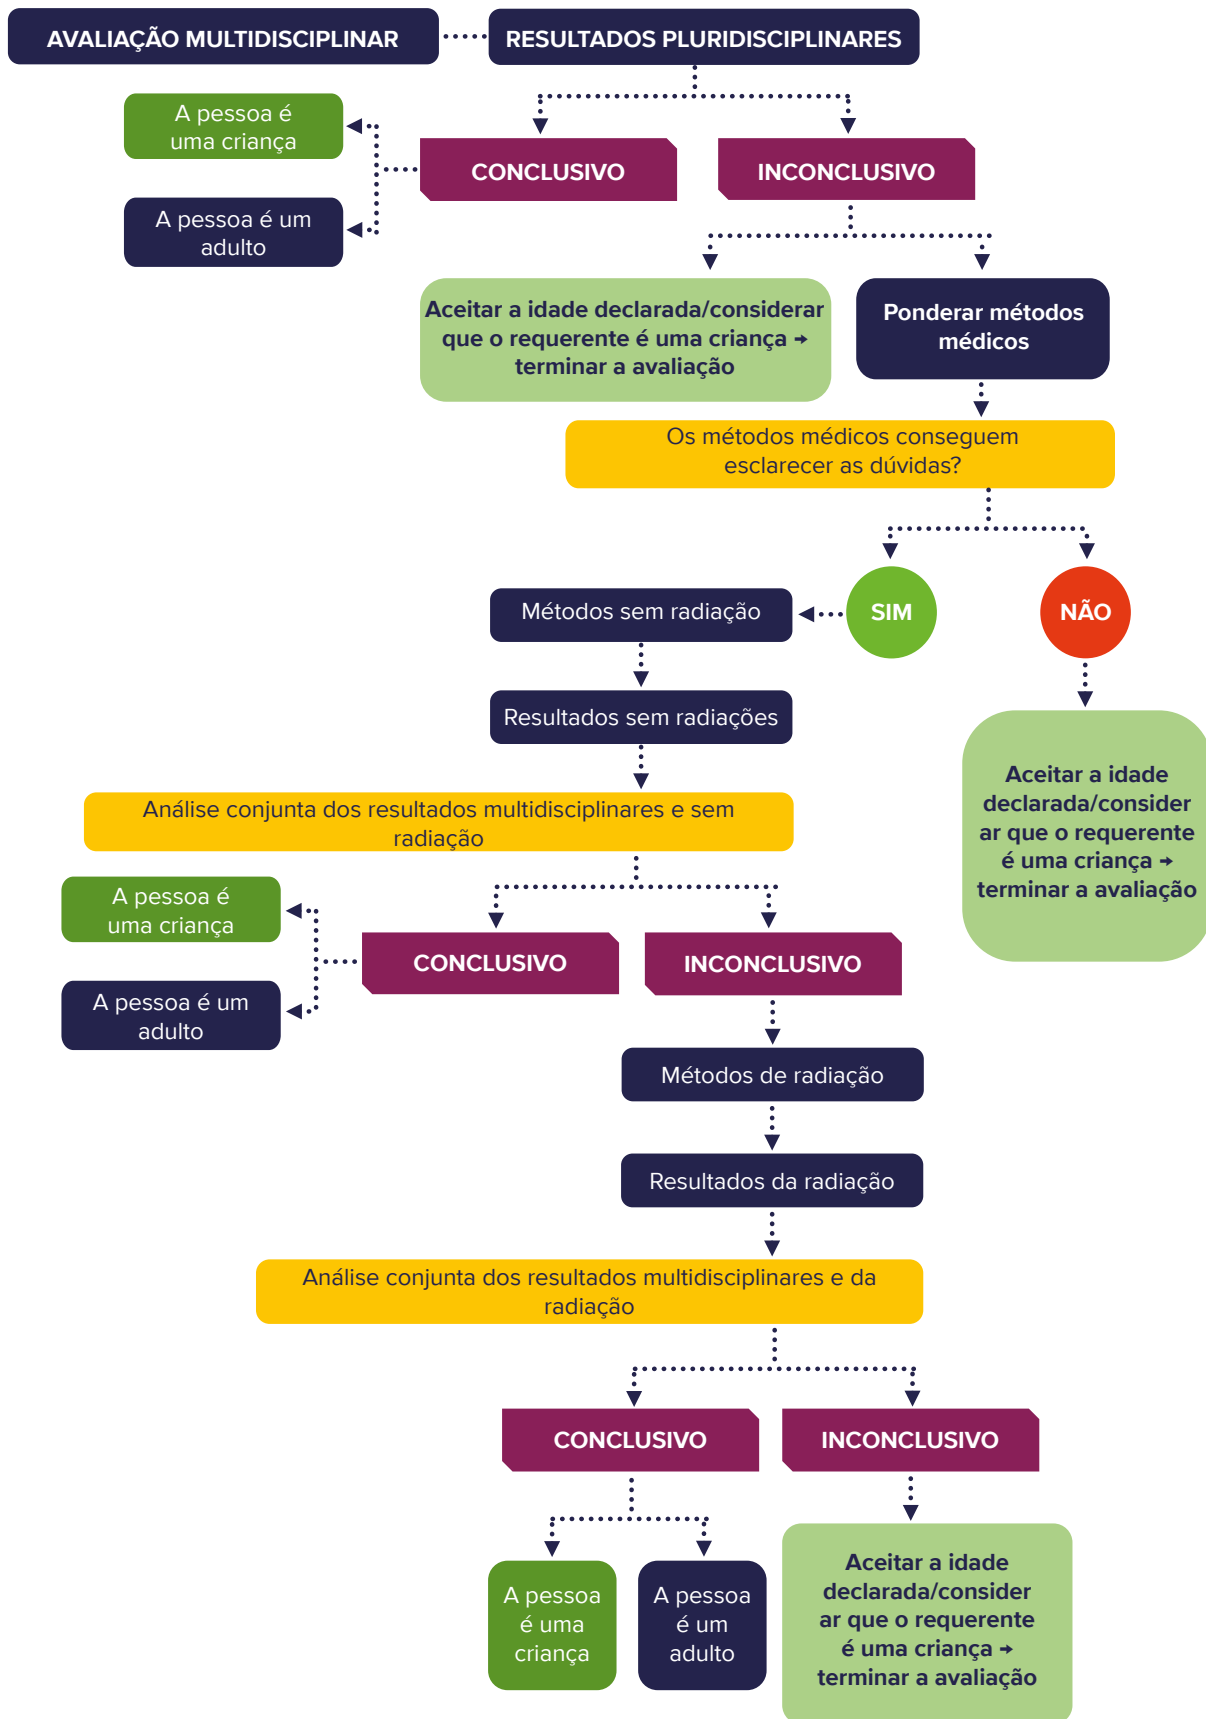 AVALIAÇÃO MULTIDISCIPLINAR
RESULTADOS PLURIDISCIPLINARES
A pessoa é
uma criança
CONCLUSIVO
INCONCLUSIVO
A pessoa é um
adulto
Aceitar a idade declarada/considerar
que o requerente é uma criança →
terminar a avaliação
Ponderar métodos
médicos
Os métodos médicos conseguem
esclarecer as dúvidas?
SIM
NÃO
Métodos sem radiação
Resultados sem radiações
Aceitar a idade
declarada/consider
ar que o requerente
é uma criança →
terminar a avaliação
Análise conjunta dos resultados multidisciplinares e sem
radiação
A pessoa é
uma criança
CONCLUSIVO
INCONCLUSIVO
A pessoa é um
adulto
Métodos de radiação
Resultados da radiação
Análise conjunta dos resultados multidisciplinares e da
radiação
CONCLUSIVO
INCONCLUSIVO
A pessoa
é uma
criança
A pessoa
é um
adulto
Aceitar a idade
declarada/consider
ar que o requerente
é uma criança →
terminar a avaliação